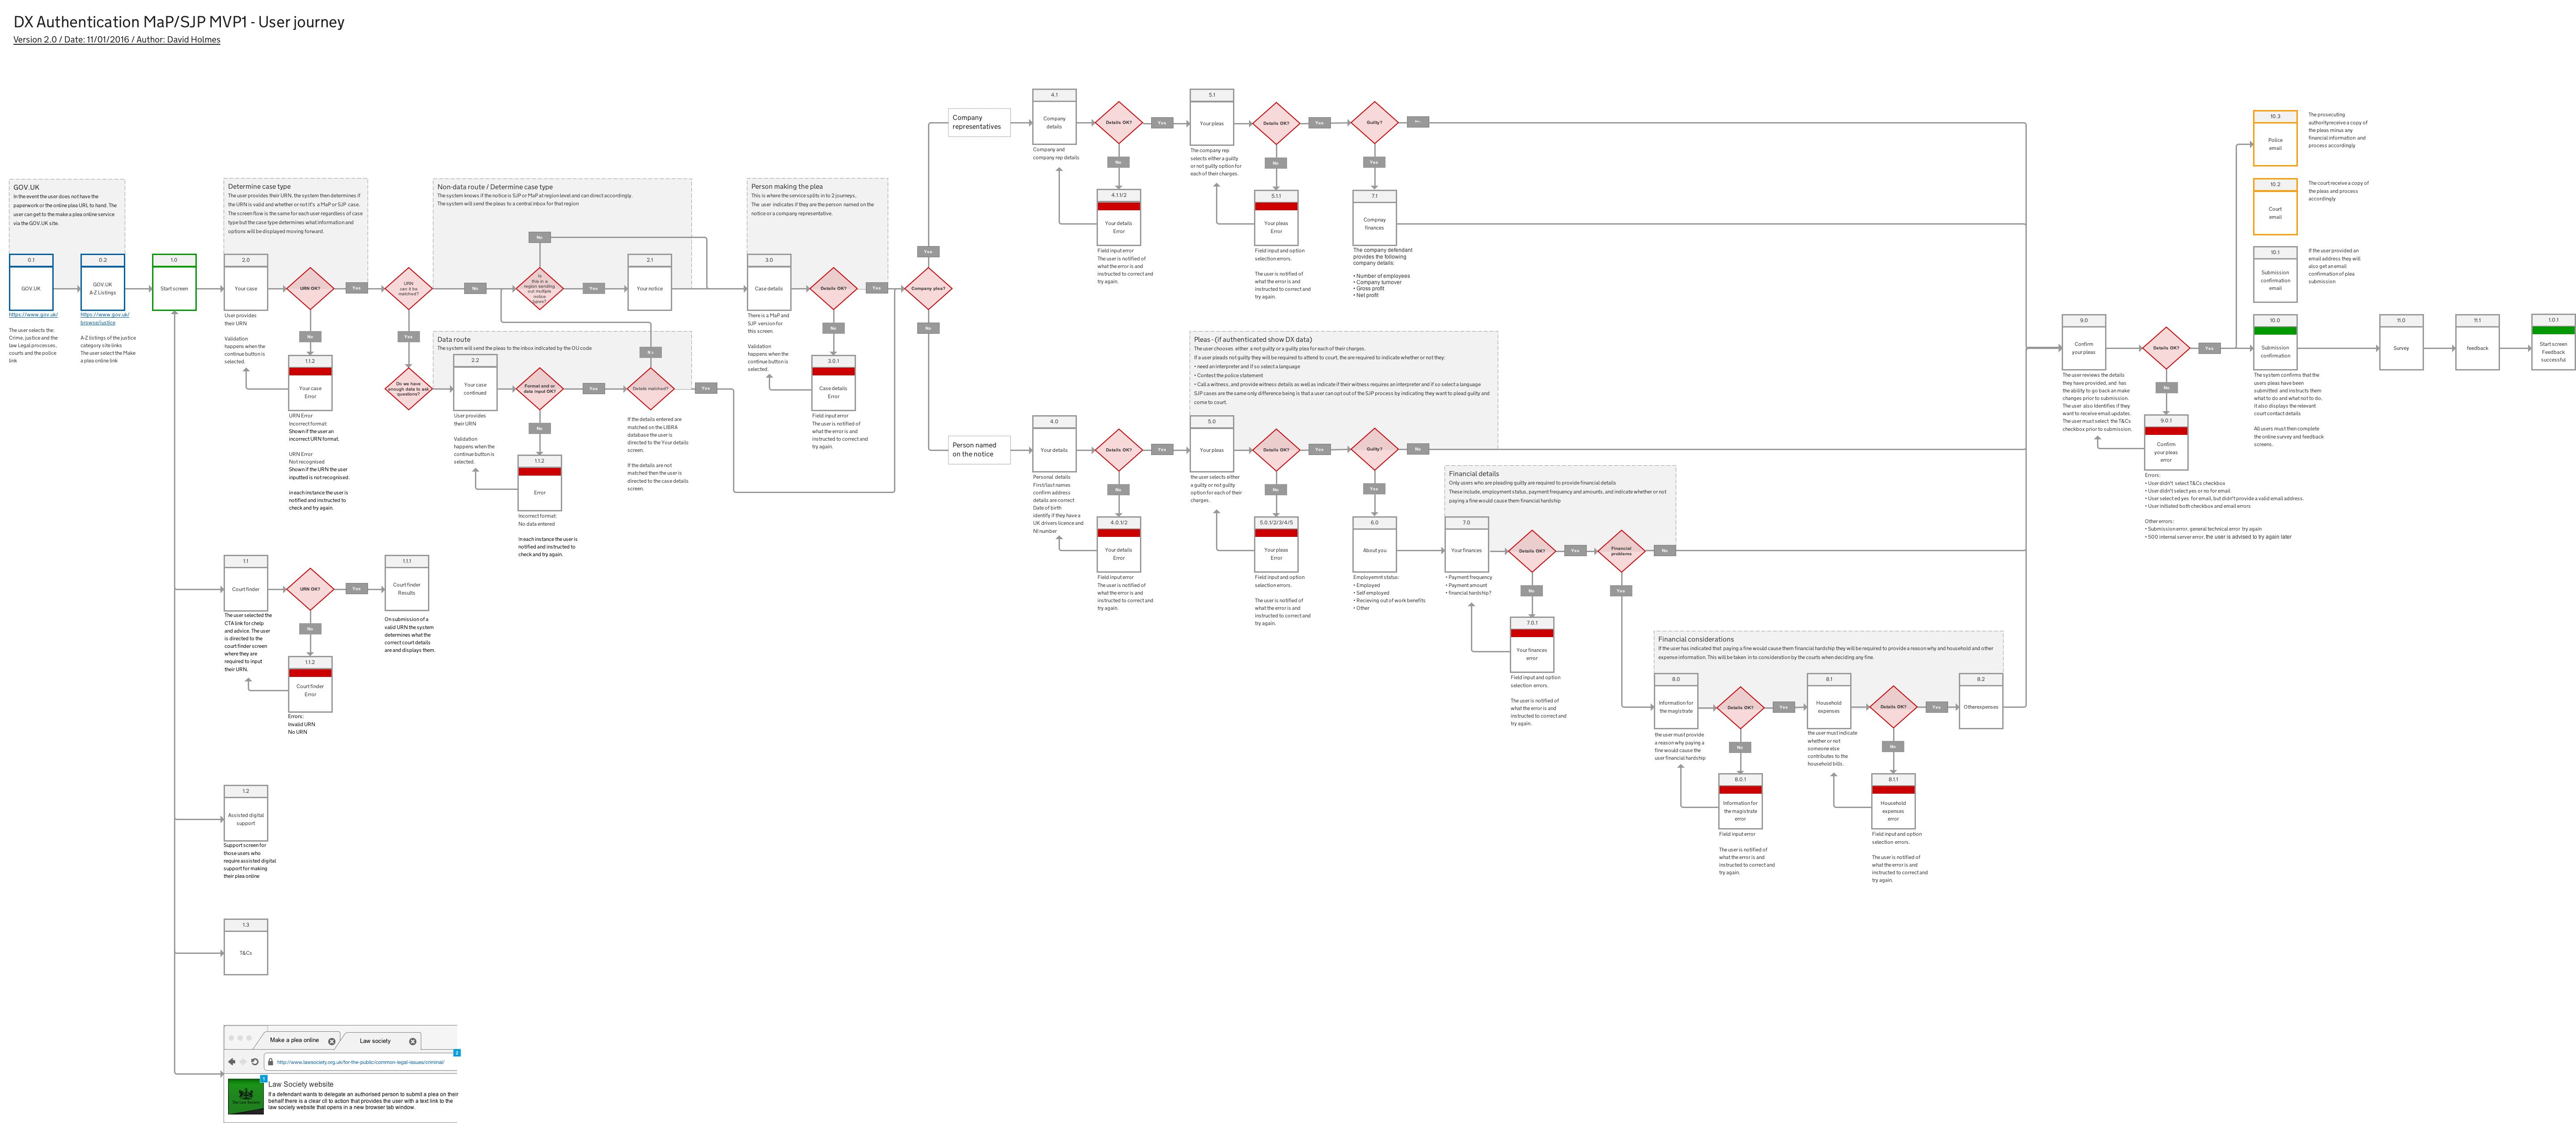 DX Authentication MaP/SJP MVP1 - User journey
Version 2.0 / Date: 11/01/2016 / Author: David Holmes
GOV.UK
In the event the user does not have the
paperwork or the online plea URL to hand. The
user can get to the make a plea online service
via the GOV.UK site.
0.1
GOV.UK
https://www.gov.uk/
The user selects the:
Crime, justice and the
law Legal processes,
courts and the police
link
0.2
GOV.UK
A-Z Listings
https://www.gov.uk/
browse/justice
A-Z listings of the justice
category site links
The user select the Make
a plea online link
1.0
Start screen
Determine case type
The user provides their URN, the system then determines if
the URN is valid and whether or not it's a MaP or SJP case.
The screen flow is the same for each user regardless of case
type but the case type determines what information and
options will be displayed moving forward.
2.0
Your case
User provides
their URN
Validation
happens when the
continue button is
selected.
URN OK?
Yes
No
1.1.2
Your case
Error
URN Error
Incorrect format:
Shown if the user an
incorrect URN format.
URN Error
Not recognised
Shown if the URN the user
inputted is not recognised.
in each instance the user is
notified and instructed to
check and try again.
URN
can it be
matched?
No
Yes
Do we have
enough data to ask
questions?
Non-data route / Determine case type
The system knows if the notice is SJP or MaP at region level and can direct accordingly.
The system will send the pleas to a central inbox for that region
No
Is
this in a
region sending
out multiple
notice
types?
Yes
2.1
Your notice
Data route
The system will send the pleas to the inbox indicated by the OU code
2.2
Your case
continued
User provides
their URN
Validation
happens when the
continue button is
selected.
Format and or
data input OK?
Yes
No
1.1.2
Error
Incorrect format:
No data entered
In each instance the user is
notified and instructed to
check and try again.
No
Details matched?
Yes
If the details entered are
matched on the LIBRA
database the user is
directed to the Your details
screen.
If the details are not
matched then the user is
directed to the case details
screen.
Person making the plea
This is where the service splits in to 2 journeys,
The user indicates if they are the person named on the
notice or a company representative.
3.0
Case details
There is a MaP and
SJP version for
this screen.
Validation
happens when the
continue button is
selected.
Details OK?
Yes
No
3.0.1
Case details
Error
Field input error
The user is notified of
what the error is and
instructed to correct and
try again.
Yes
Company plea?
No
Company
representatives
4.1
Company
details
Company and
company rep details
Details OK?
Yes
No
4.1.1/2
Your details
Error
Field input error
The user is notified of
what the error is and
instructed to correct and
try again.
5.1
Your pleas
The company rep
selects either a guilty
or not guilty option for
each of their charges.
Details OK?
Yes
No
5.1.1
Your pleas
Error
Field input and option
selection errors.
The user is notified of
what the error is and
instructed to correct and
try again.
Guilty?
Yes
7.1
Compnay
finances
The company defendant
provides the following
company details:
• Number of employees
• Company turnover
• Gross profit
• Net profit
Pleas - (if authenticated show DX data)
The user chooses either a not guilty or a guilty plea for each of their charges.
If a user pleads not guilty they will be required to attend to court, the are required to indicate whether or not they:
• need an interpreter and if so select a language
• Contest the police statement
• Call a witness, and provide witness details as well as indicate if their witness requires an interpreter and if so select a language
SJP cases are the same only difference being is that a user can opt out of the SJP process by indicating they want to plead guilty and
come to court.
Person named
on the notice
4.0
Your details
Personal details
First/last names
confirm address
details are correct
Date of birth
identify if they have a
UK drivers licence and
NI number
Details OK?
Yes
No
4.0.1/2
Your details
Error
Field input error
The user is notified of
what the error is and
instructed to correct and
try again.
5.0
Your pleas
the user selects either
a guilty or not guilty
option for each of their
charges.
Details OK?
Yes
No
5.0.1/2/3/4/5
Your pleas
Error
Field input and option
selection errors.
The user is notified of
what the error is and
instructed to correct and
try again.
Guilty?
No
Yes
6.0
About you
Employemnt status:
• Employed
• Self employed
• Recieving out of work benefits
• Other
Financial details
Only users who are pleading guilty are required to provide financial details
These include, employment status, payment frequency and amounts, and indicate whether or not
paying a fine would cause them financial hardship
7.0
Your finances
• Payment frequency
• Payment amount
• financial hardship?
Details OK?
Yes
No
7.0.1
Your finances
error
Field input and option
selection errors.
The user is notified of
what the error is and
instructed to correct and
try again.
Financial
problems
No
Yes
Financial considerations
If the user has indicated that paying a fine would cause them financial hardship they will be required to provide a reason why and household and other
expense information. This will be taken in to consideration by the courts when deciding any fine.
8.0
Information for
the magistrate
the user must provide
a reason why paying a
fine would cause the
user financial hardship
Details OK?
Yes
No
8.0.1
Information for
the magistrate
error
Field input error
The user is notified of
what the error is and
instructed to correct and
try again.
8.1
Household
expenses
the user must indicate
whether or not
someone else
contributes to the
household bills.
Details OK?
Yes
No
8.1.1
Household
expenses
error
Field input and option
selection errors.
The user is notified of
what the error is and
instructed to correct and
try again.
8.2
Otherexpenses
9.0
Confirm
your pleas
The user reviews the details
they have provided, and has
the ability to go back an make
changes prior to submission.
The user also identifies if they
want to receive email updates.
The user must select the T&Cs
checkbox prior to submission.
Details OK?
Yes
No
9.0.1
Confirm
your pleas
error
Errors:
• User didn't select T&Cs checkbox
• User didn't select yes or no for email
• User selected yes for email, but didn't provide a valid email address.
• User initiated both checkbox and email errors
Other errors:
• Submission error, general technical error try again
• 500 internal server error, the user is advised to try again later
10.3
Police
email
The prosecuting
authorityreceive a copy of
the pleas minus any
financial information and
process accordingly
10.2
Court
email
The court receive a copy of
the pleas and process
accordingly
10.1
Submission
confirmation
email
If the user provided an
email address they will
also get an email
confirmation of plea
submission
10.0
Submission
confirmation
The system confirms that the
users pleas have been
submitted and instructs them
what to do and what not to do.
it also displays the relevant
court contact details
All users must then complete
the online survey and feedback
screens.
11.0
Survey
11.1
feedback
1.0.1
Start screen
Feedback
successful
1.1
Court finder
The user selected the
CTA link for chelp
and advice. The user
is directed to the
court finder screen
where they are
required to input
their URN.
URN OK?
Yes
No
1.1.1
Court finder
Results
On submission of a
valid URN the system
determines what the
correct court details
are and displays them.
1.1.2
Court finder
Error
Errors:
Invalid URN
No URN
1.2
Assisted digital
support
Support screen for
those users who
require assisted digital
support for making
their plea online
1.3
T&Cs
Make a plea online
Law society
2
http://www.lawsociety.org.uk/for-the-public/common-legal-issues/criminal/
1
The Law Society
Law Society website
If a defendant wants to delegate an authorised person to submit a plea on their
behalf there is a clear cll to action that provides the user with a text link to the
law society website that opens in a new browser tab window.